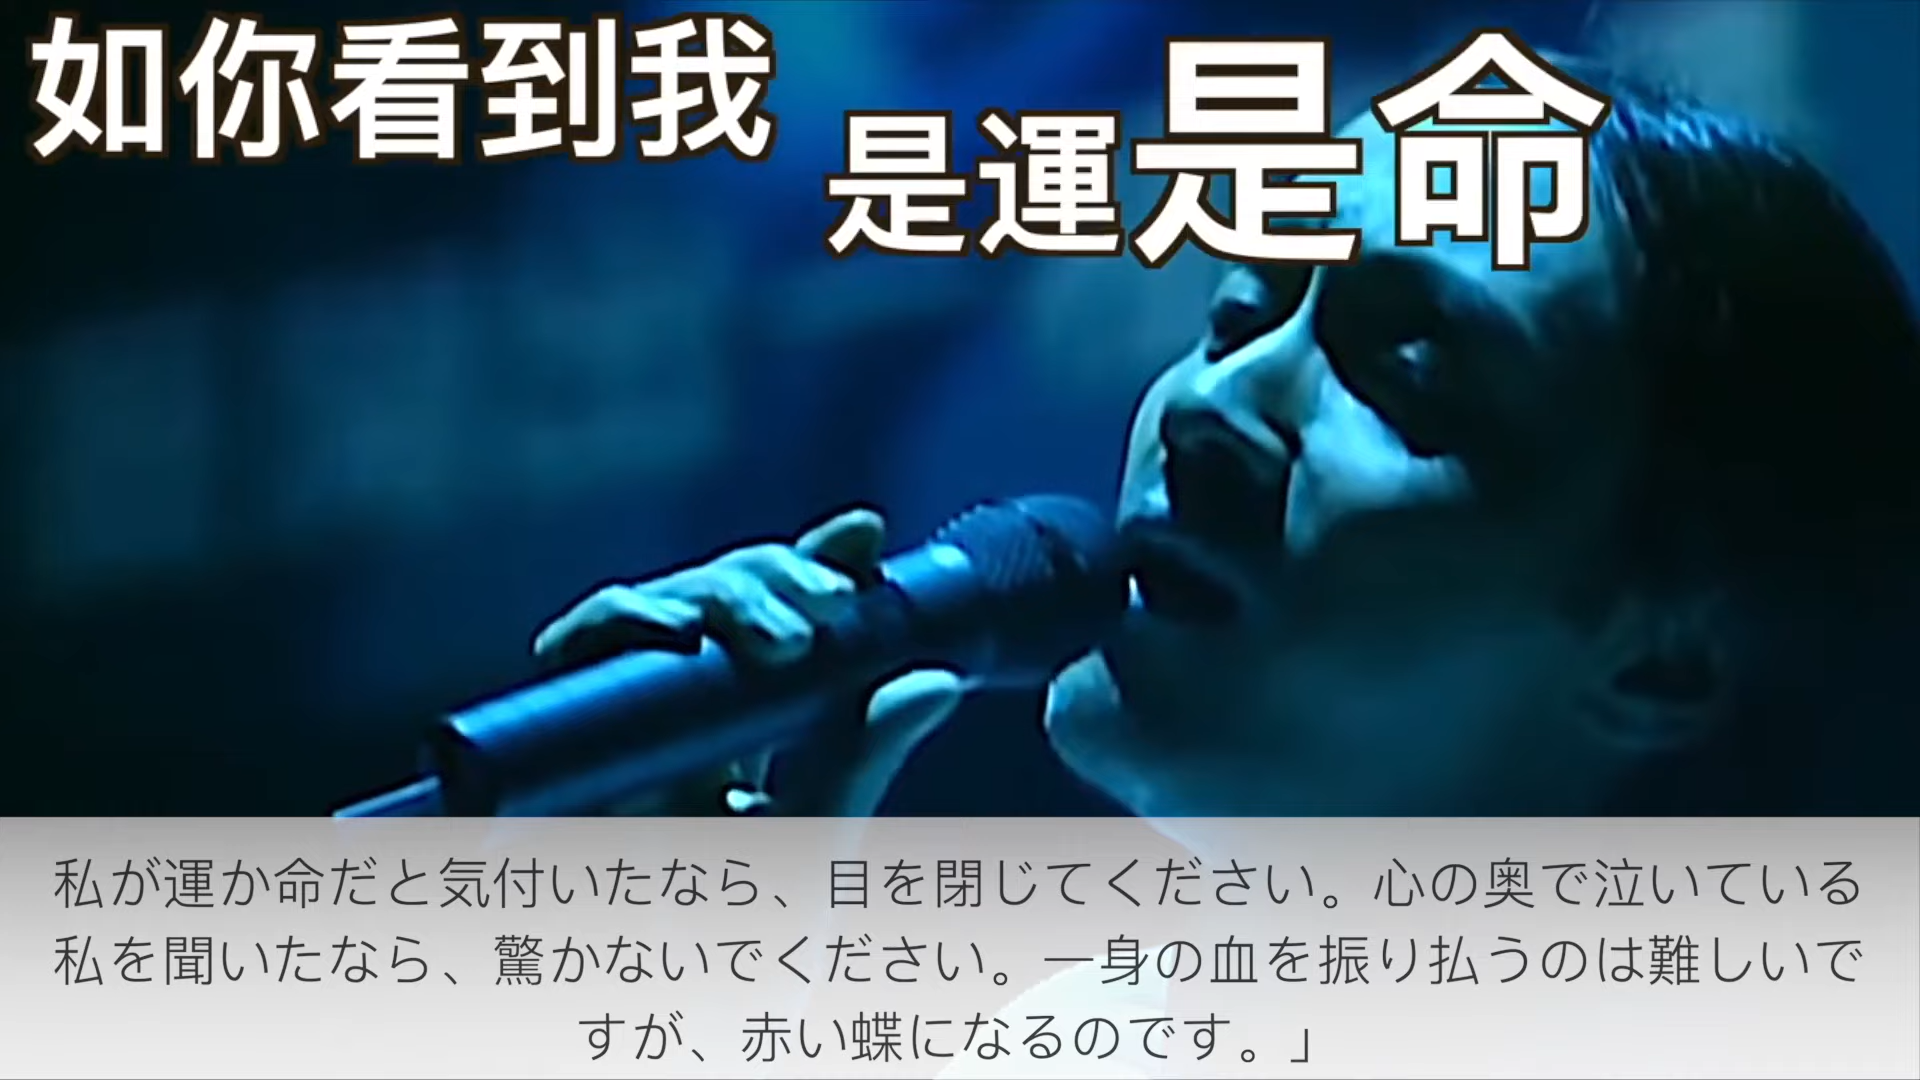 如你看到我
是運是命
私が運か命だと気付いたなら、目を閉じてください。心の奥で泣いている
私を聞いたなら、驚かないでください。一身の血を振り払うのは難しいで
すが、赤い蝶になるのです。」